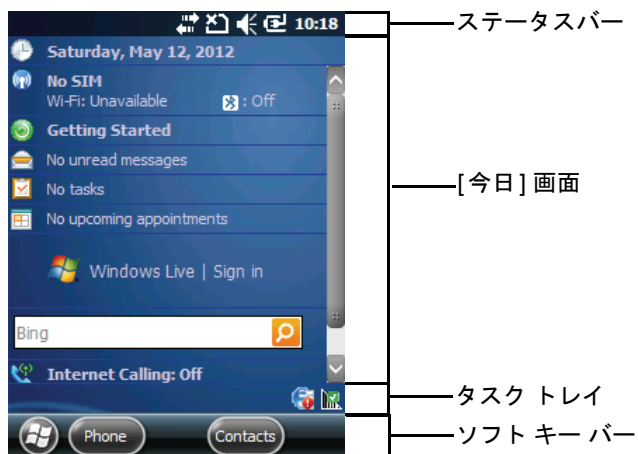 10:18
ステータスバー
Saturday, May 12, 2012
No SIM
Wi-Fi: Unavailable : Off
Getting Started
No unread messages
No tasks
[今日] 画面
No upcoming appointments
Windows Live | Sign in
Bing
Internet Calling: Off
タスク トレイ
Phone Contacts
ソフト キー バー